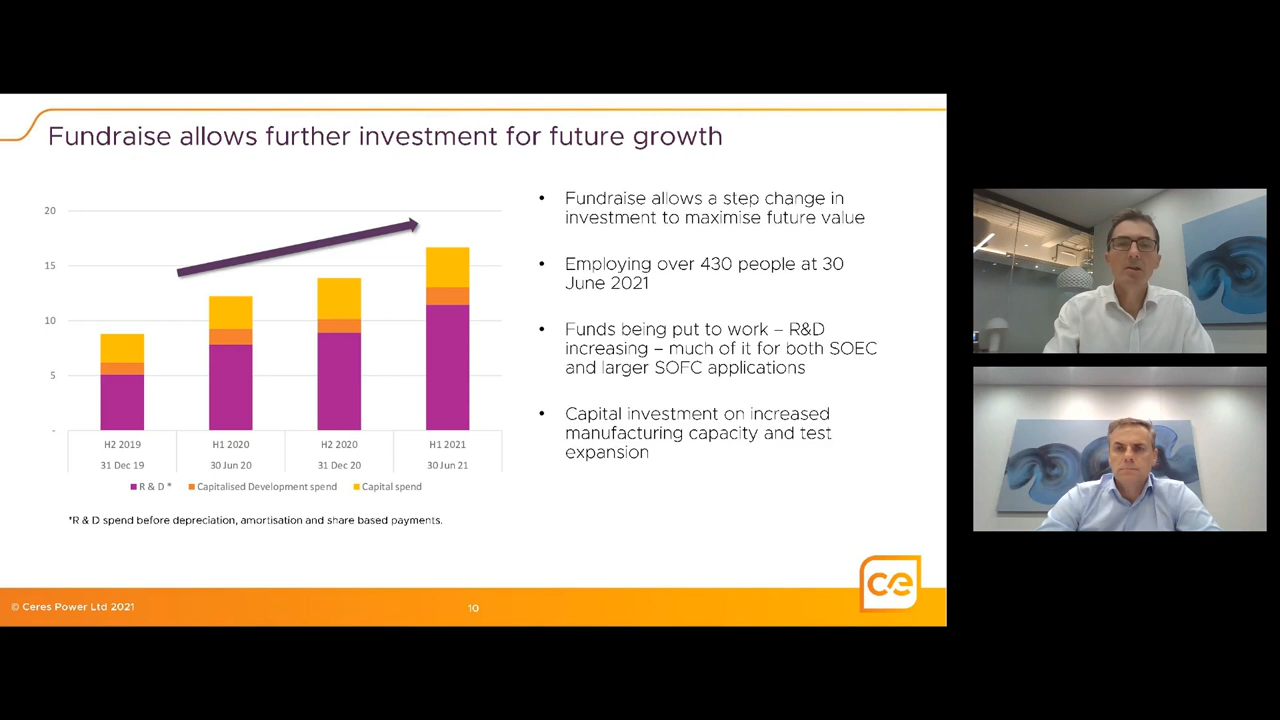 Fundraise allows further investment for future growth
20
15
10
5
-
H2 2019 H1 2020 H2 2020 H1 2021
31 Dec 19 30 Jun 20 31 Dec 20 30 Jun 21
R & D * Capitalised Development spend Capital spend
*R & D spend before depreciation, amortisation and share based payments.
• Fundraise allows a step change in
investment to maximise future value
• Employing over 430 people at 30
June 2021
• Funds being put to work – R&D
increasing – much of it for both SOEC
and larger SOFC applications
• Capital investment on increased
manufacturing capacity and test
expansion
ce
© Ceres Power Ltd 2021
10